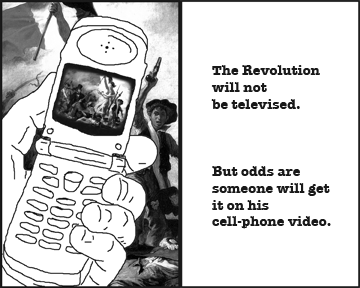 The Revolution
will not
be televised.
But odds are
someone will get
it on his
cell-phone video.